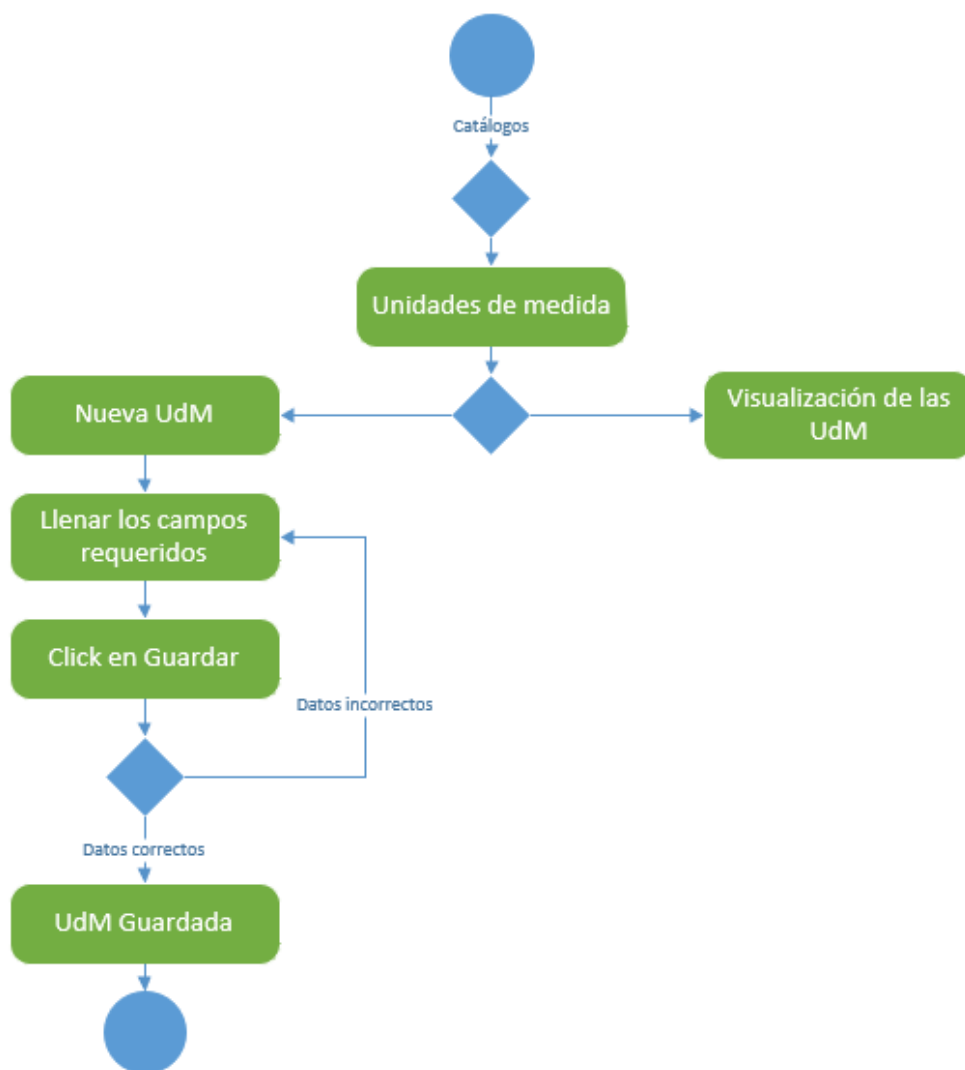 Catálogos
Unidades de medida
Nueva UdM
Visualización de las
UdM
Llenar los campos
requeridos
Click en Guardar
Datos incorrectos
Datos correctos
UdM Guardada